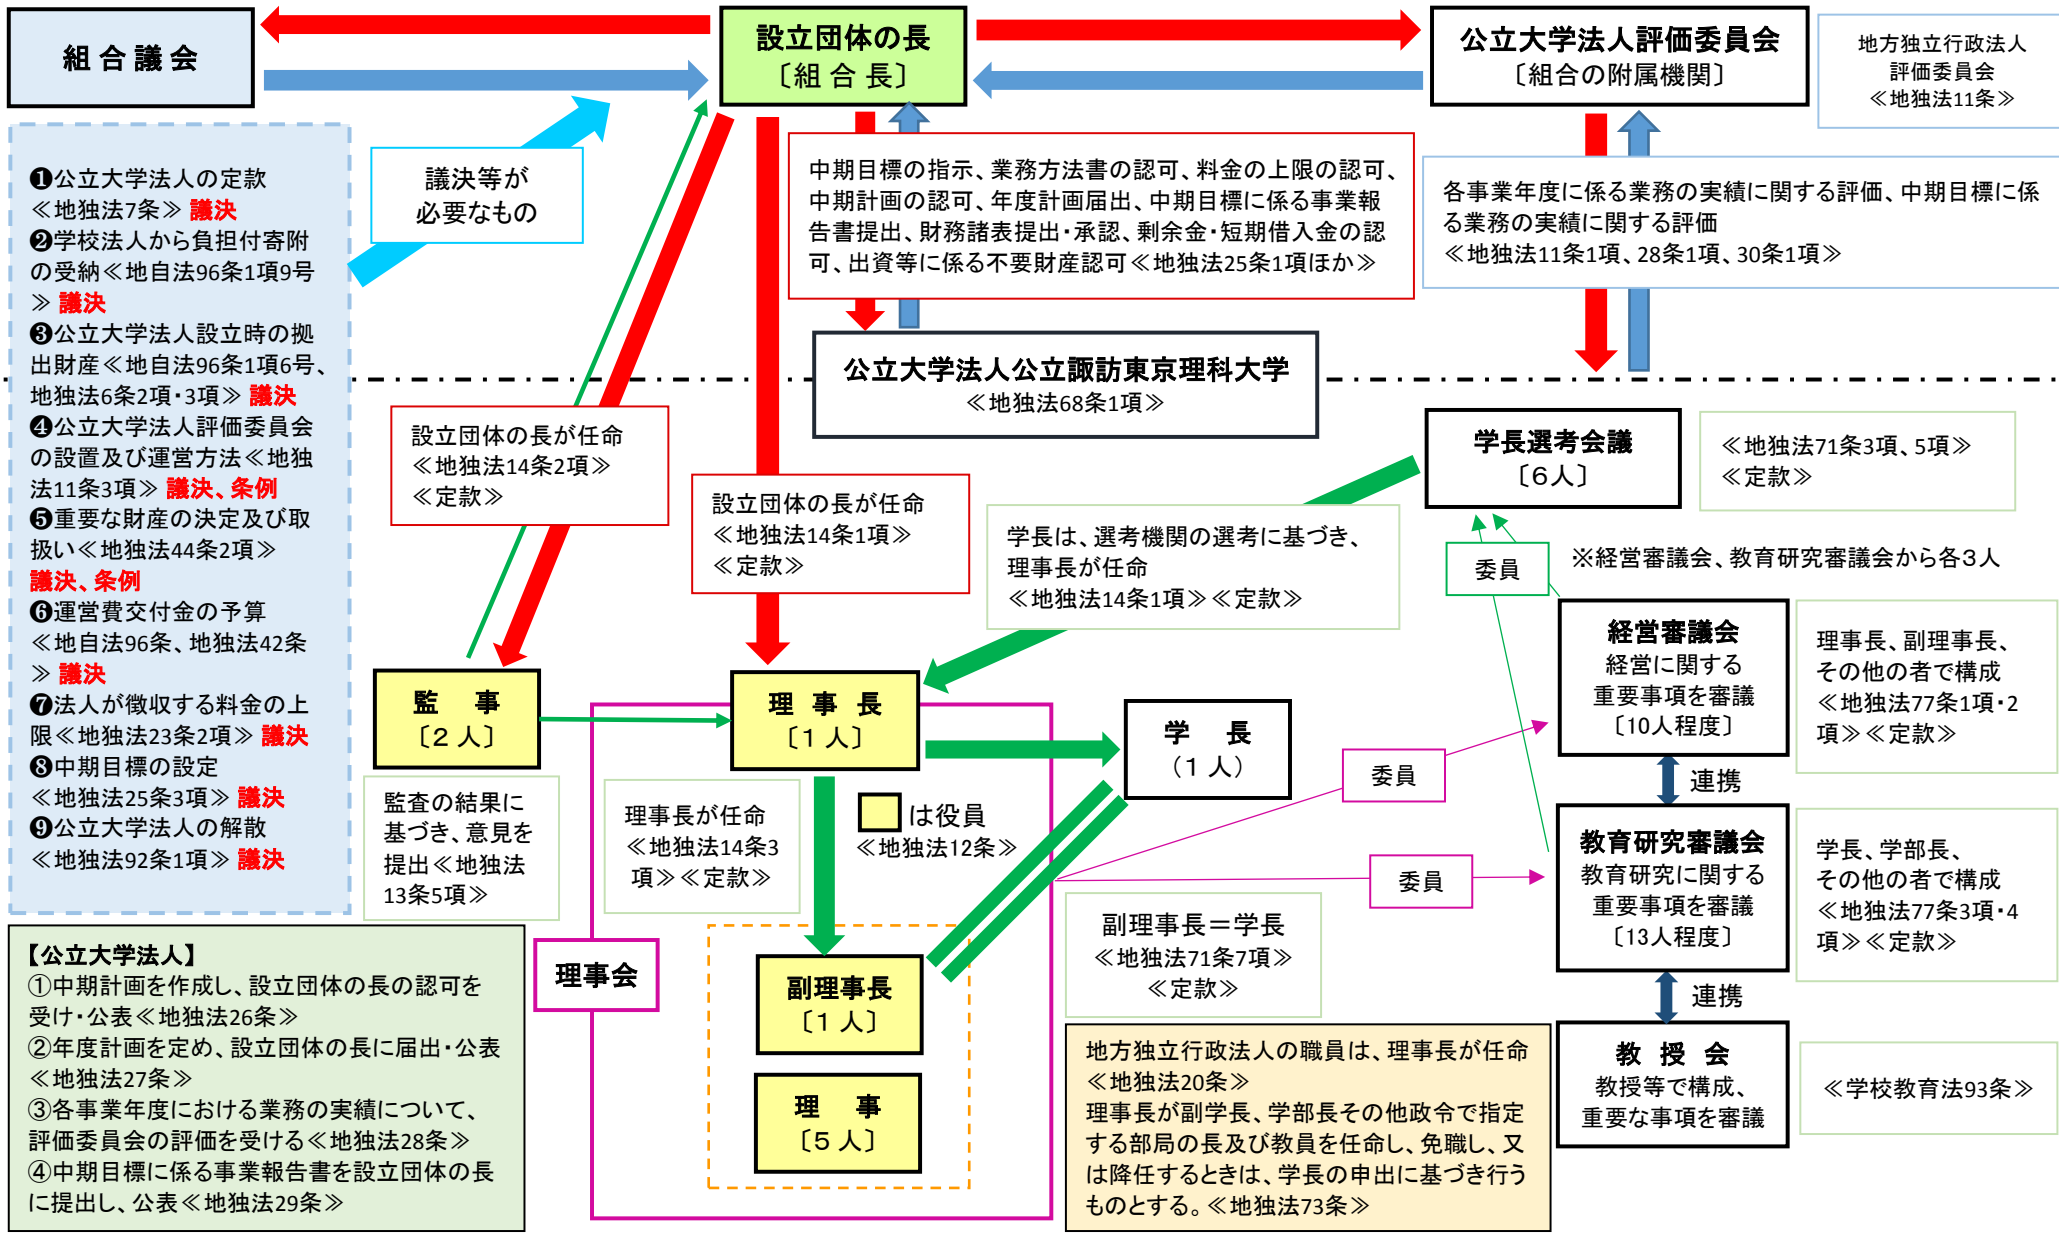 組合議会
設立団体の長
〔組 合 長〕
公立大学法人評価委員会
〔組合の附属機関〕
地方独立行政法人
評価委員会
≪地独法11条≫
❶公立大学法人の定款
≪地独法7条≫ 議決
❷学校法人から負担付寄附
の受納≪地自法96条1項9号
≫ 議決
❸公立大学法人設立時の拠
出財産≪地自法96条1項6号、
地独法6条2項・3項≫ 議決
❹公立大学法人評価委員会
の設置及び運営方法≪地独
法11条3項≫ 議決、条例
❺重要な財産の決定及び取
扱い≪地独法44条2項≫
議決、条例
❻運営費交付金の予算
≪地自法96条、地独法42条
≫ 議決
❼法人が徴収する料金の上
限≪地独法23条2項≫ 議決
❽中期目標の設定
≪地独法25条3項≫ 議決
❾公立大学法人の解散
≪地独法92条1項≫ 議決
議決等が
必要なもの
中期目標の指示、業務方法書の認可、料金の上限の認可、
中期計画の認可、年度計画届出、中期目標に係る事業報
告書提出、財務諸表提出・承認、剰余金・短期借入金の認
可、出資等に係る不要財産認可≪地独法25条1項ほか≫
各事業年度に係る業務の実績に関する評価、中期目標に係
る業務の実績に関する評価
≪地独法11条1項、28条1項、30条1項≫
公立大学法人公立諏訪東京理科大学
≪地独法68条1項≫
設立団体の長が任命
≪地独法14条2項≫
≪定款≫
設立団体の長が任命
≪地独法14条1項≫
≪定款≫
学長は、選考機関の選考に基づき、
理事長が任命
≪地独法14条1項≫≪定款≫
学長選考会議
〔6人〕
≪地独法71条3項、5項≫
≪定款≫
委員
※経営審議会、教育研究審議会から各3人
経営審議会
経営に関する
重要事項を審議
〔10人程度〕
理事長、副理事長、
その他の者で構成
≪地独法77条1項・2
項≫≪定款≫
監　事
〔2 人〕
理 事 長
〔1 人〕
学　長
（1 人）
委員
連携
監査の結果に
基づき、意見を
提出≪地独法
13条5項≫
理事長が任命
≪地独法14条3
項≫≪定款≫
は役員
≪地独法12条≫
教育研究審議会
教育研究に関する
重要事項を審議
〔13人程度〕
学長、学部長、
その他の者で構成
≪地独法77条3項・4
項≫≪定款≫
委員
副理事長＝学長
≪地独法71条7項≫
≪定款≫
理事会
副理事長
〔1 人〕
理　事
〔5 人〕
連携
教 授 会
教授等で構成、
重要な事項を審議
≪学校教育法93条≫
【公立大学法人】
①中期計画を作成し、設立団体の長の認可を
受け・公表≪地独法26条≫
②年度計画を定め、設立団体の長に届出・公表
≪地独法27条≫
③各事業年度における業務の実績について、
評価委員会の評価を受ける≪地独法28条≫
④中期目標に係る事業報告書を設立団体の長
に提出し、公表≪地独法29条≫
地方独立行政法人の職員は、理事長が任命
≪地独法20条≫
理事長が副学長、学部長その他政令で指定
する部局の長及び教員を任命し、免職し、又
は降任するときは、学長の申出に基づき行う
ものとする。≪地独法73条≫